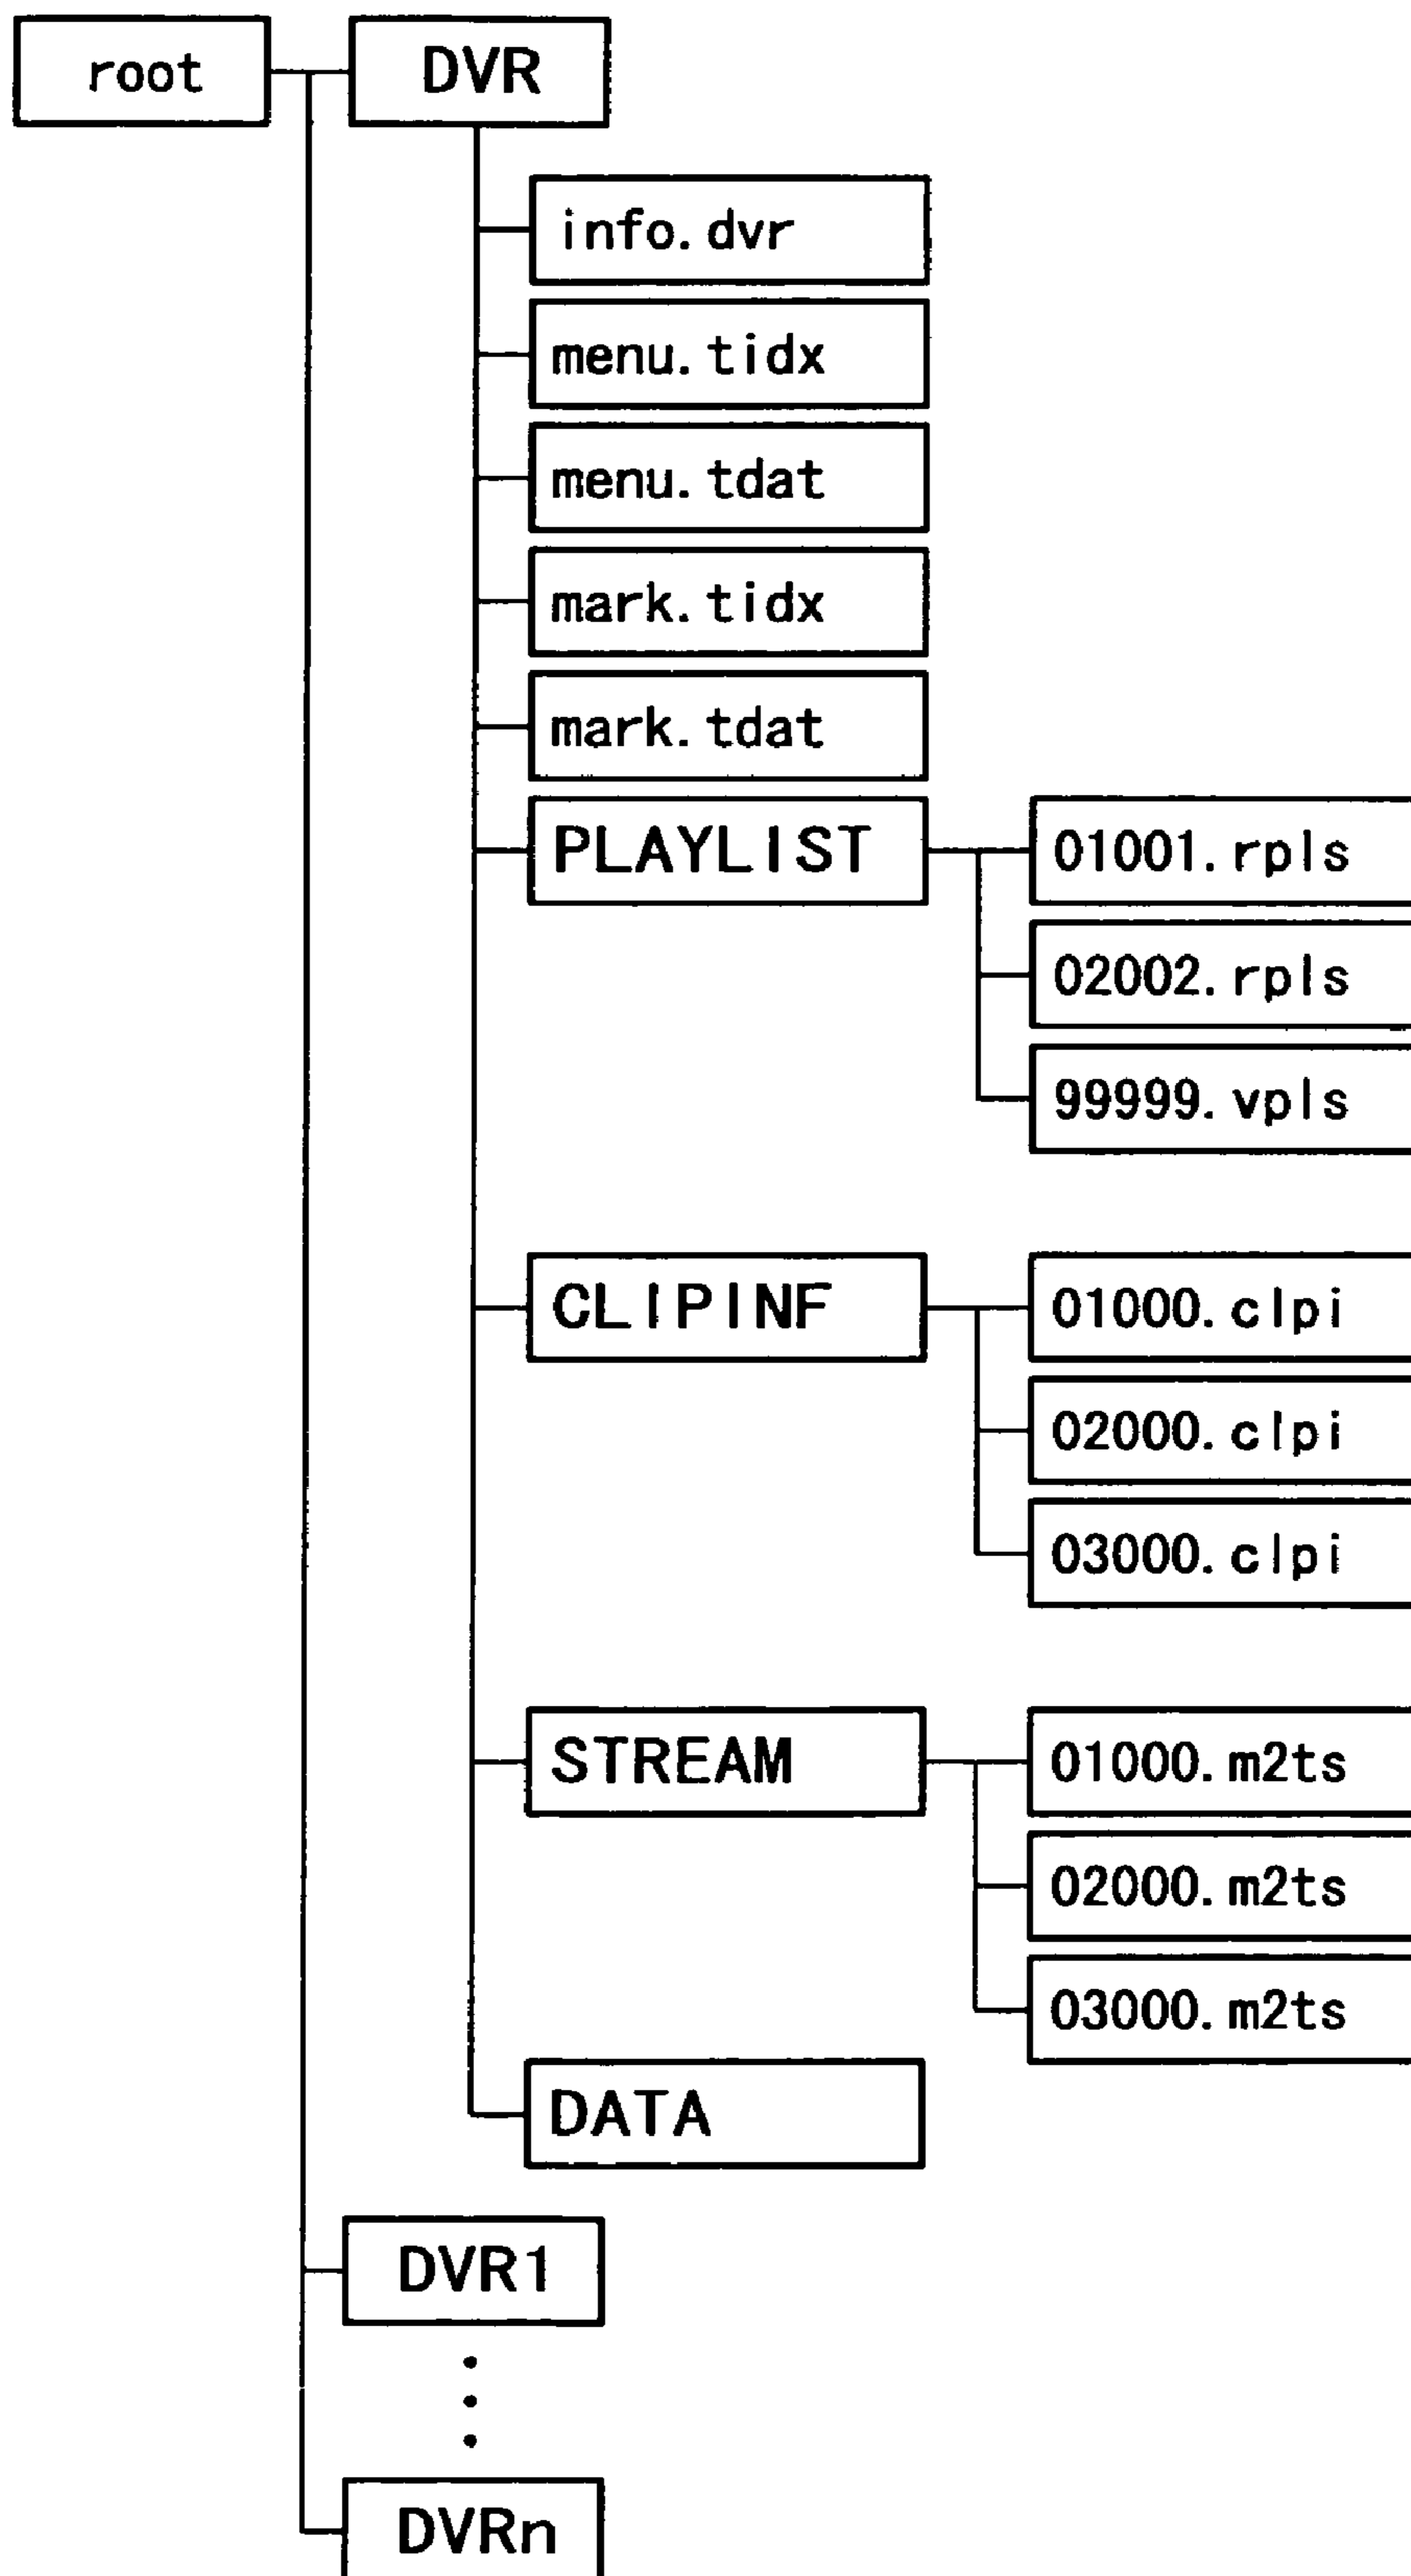 root
DVR
info.dvr
menu.tidx
menu.tdat
mark.tidx
mark.tdat
PLAYLIST
01001.rpls
02002.rpls
99999.vpls
CLIPINF
01000.clpi
02000.clpi
03000.clpi
STREAM
01000.m2ts
02000.m2ts
03000.m2ts
DATA
DVR1
DVRn